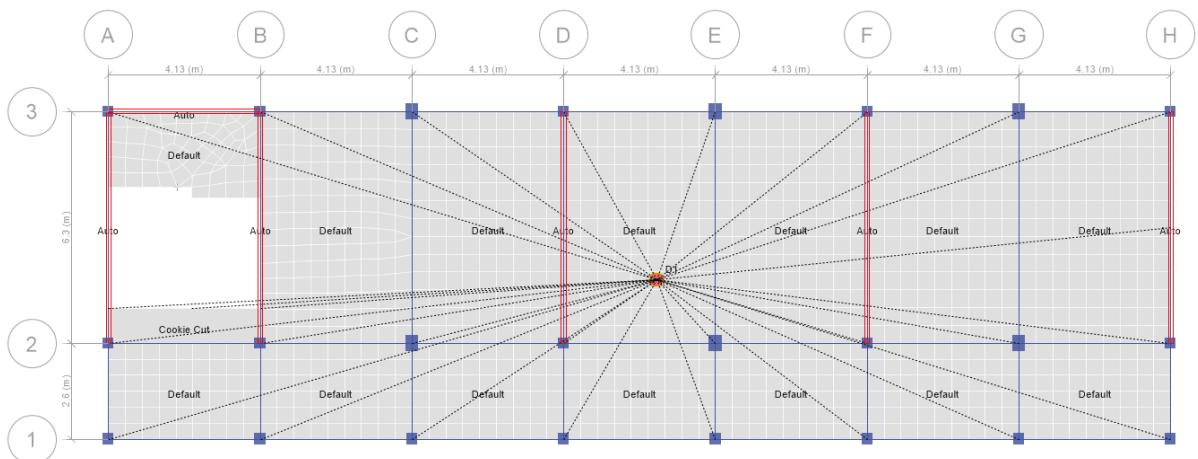 A B C D E F G H
4.13 (m) 4.13 (m) 4.13 (m) 4.13 (m) 4.13 (m) 4.13 (m) 4.13 (m)
3
Auto
Default
6.3 (m)
Auto Auto Default Default Auto Default Default Auto Default Default Auto
D1
Cookie Cut
2
2.6 (m)
Default Default Default Default Default Default Default
1